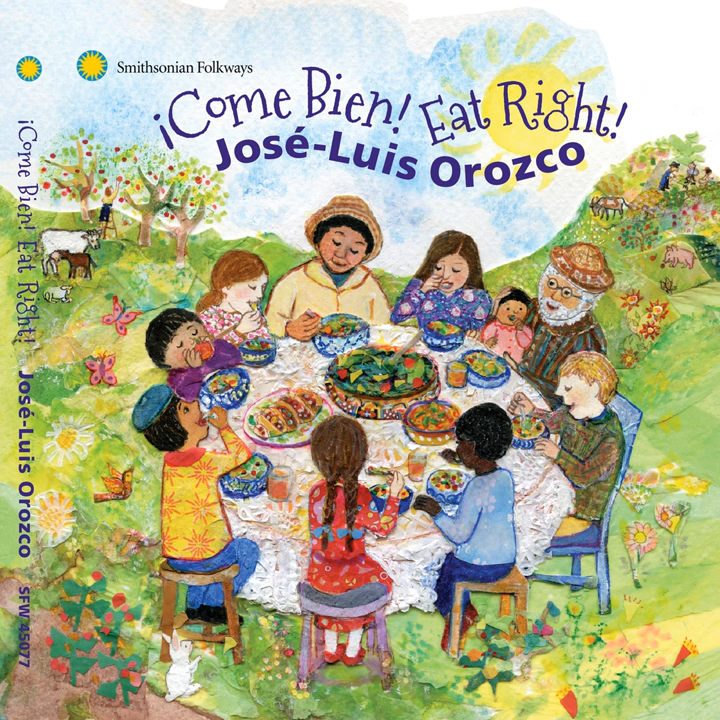 Smithsonian Folkways
¡Come Bien! Eat Right!
José-Luis Orozco
¡Come Bien! Eat Right! José-Luis Orozco SFW 45077